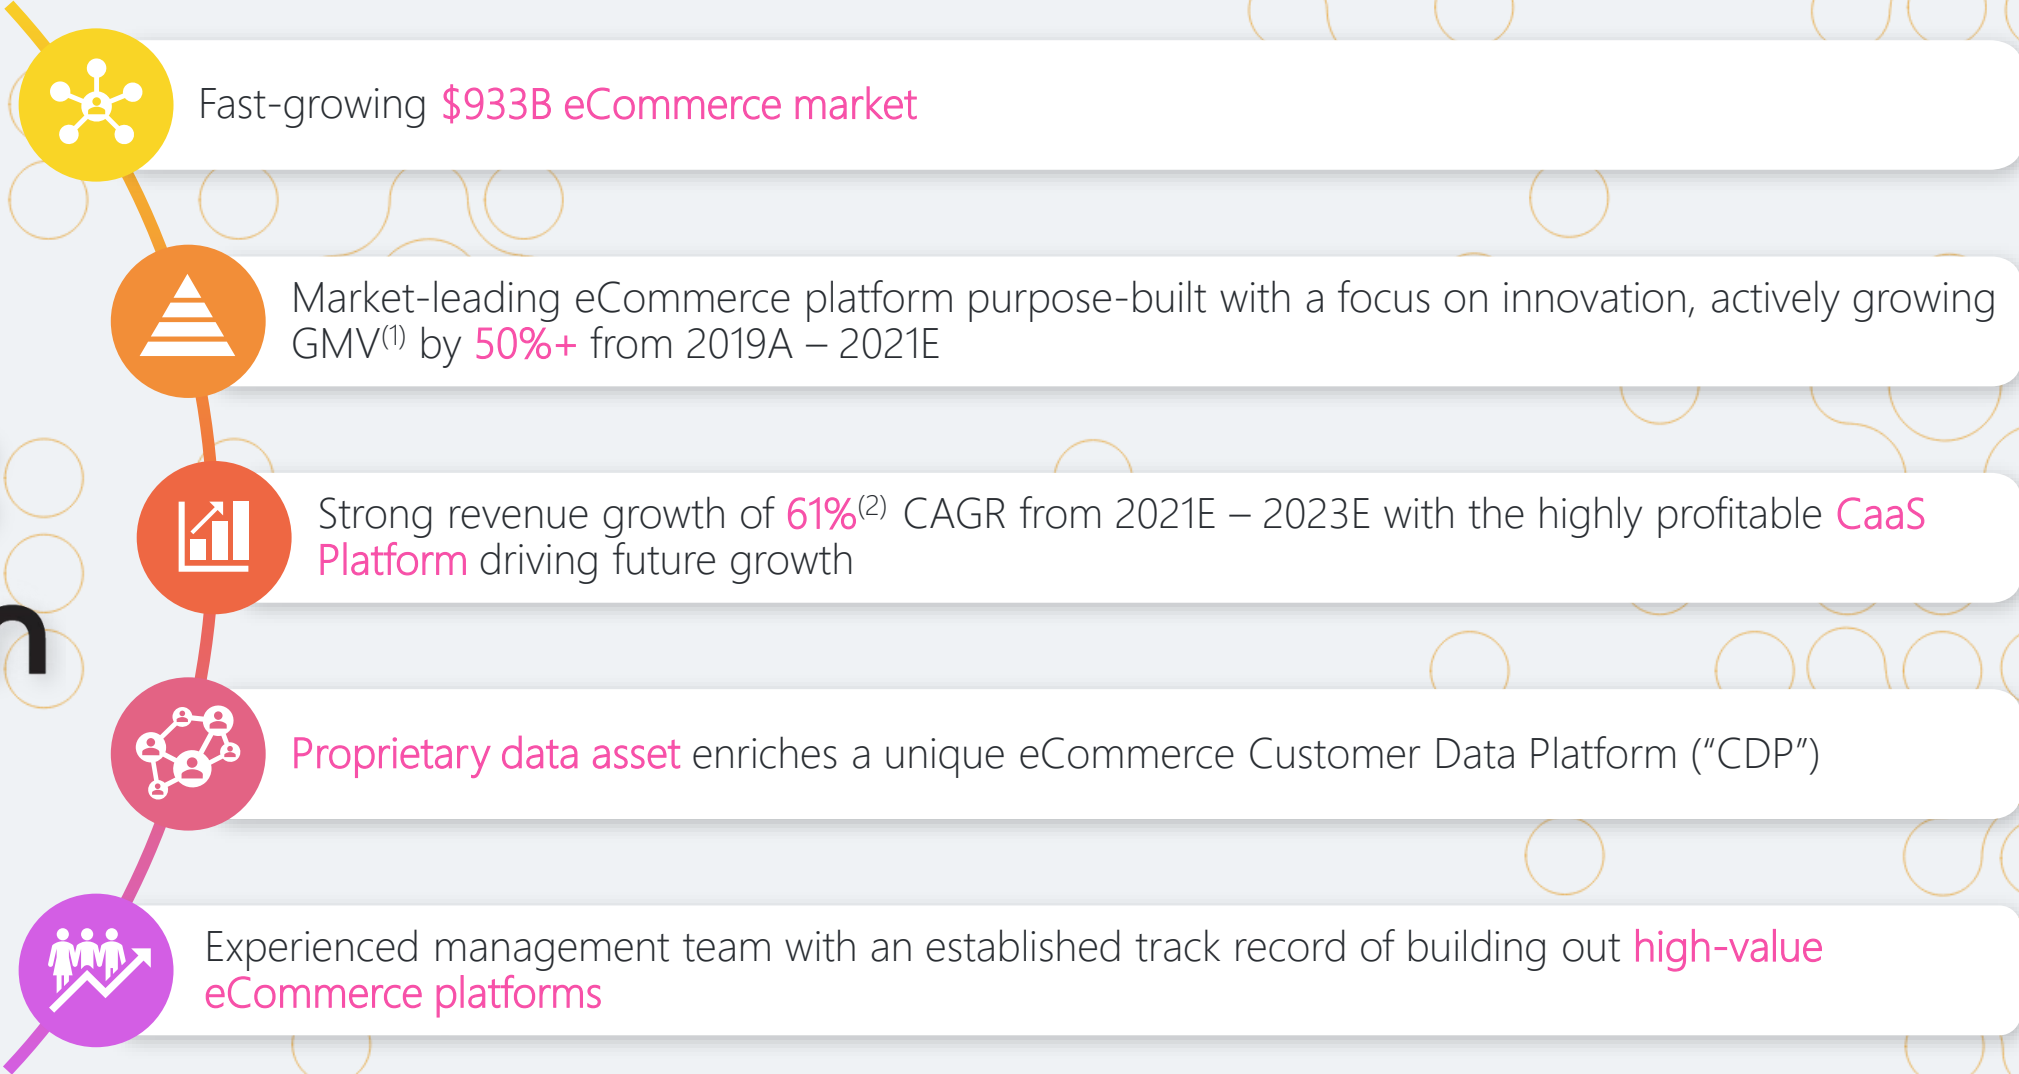 Fast-growing $933B eCommerce market
Market-leading eCommerce platform purpose-built with a focus on innovation, actively growing
GMV(1) by 50%+ from 2019A – 2021E
Strong revenue growth of 61%(2) CAGR from 2021E – 2023E with the highly profitable CaaS
Platform driving future growth
Proprietary data asset enriches a unique eCommerce Customer Data Platform (“CDP”)
Experienced management team with an established track record of building out high-value
eCommerce platforms